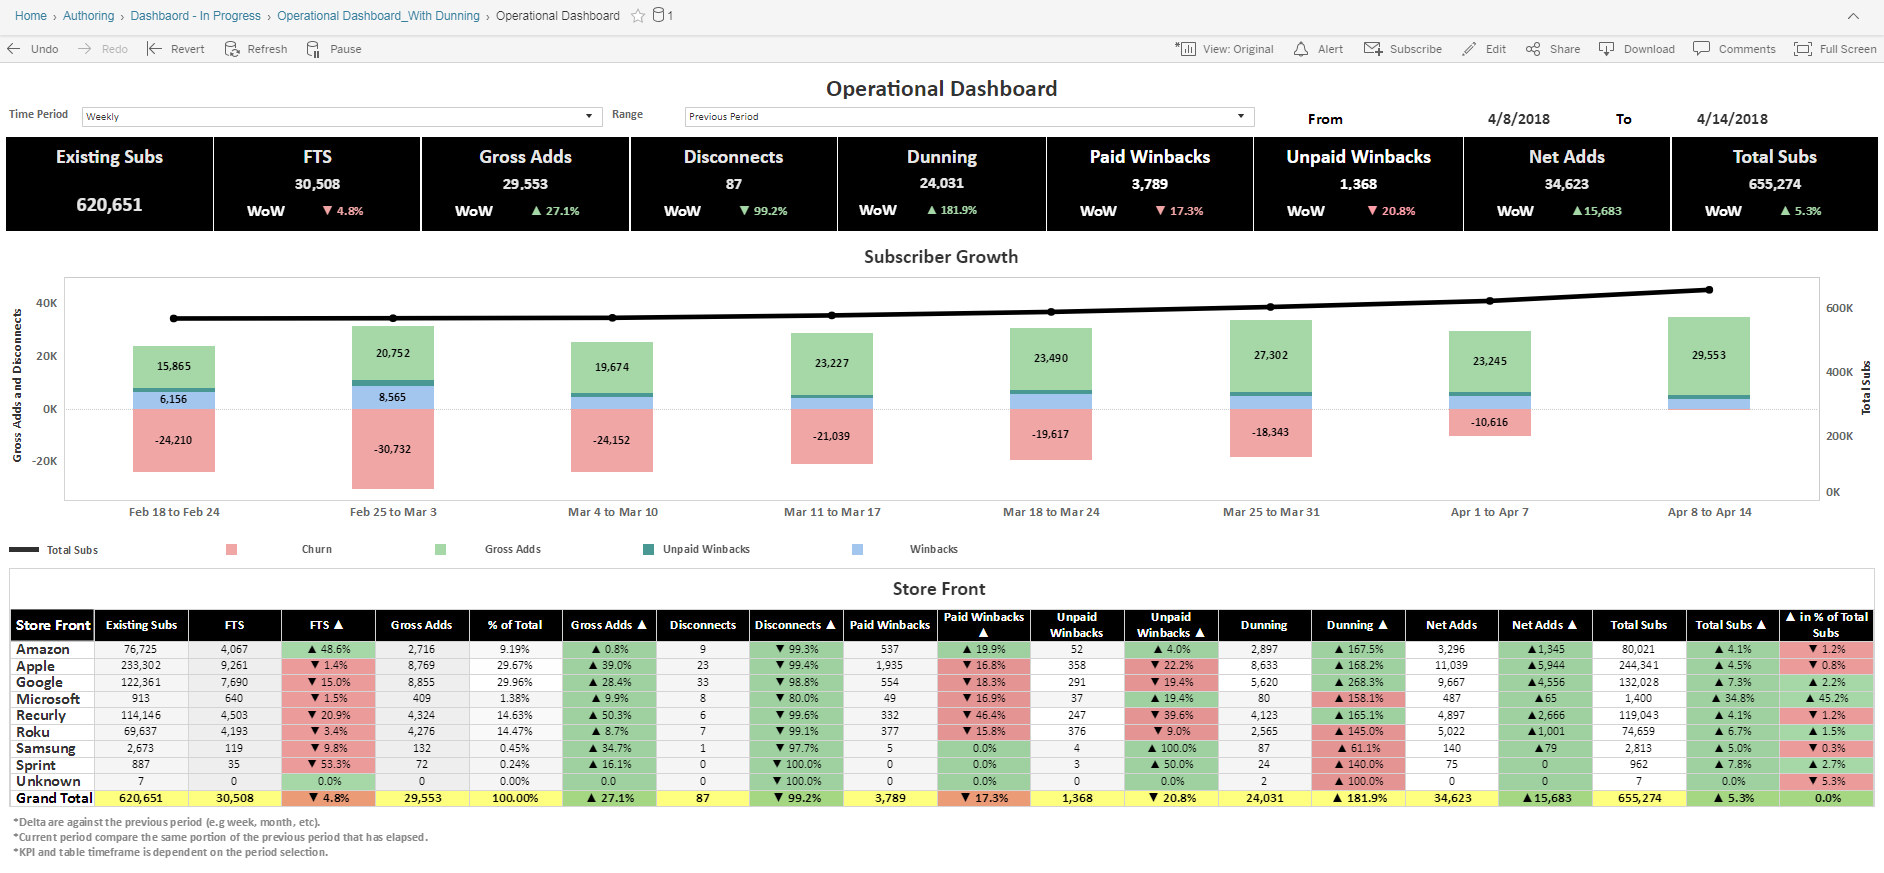 Home › Authoring › Dashbaord - In Progress › Operational Dashboard_With Dunning › Operational Dashboard 1
Undo Redo Revert Refresh Pause View: Original Alert Subscribe Edit Share Download Comments Full Screen
Operational Dashboard
Time Period Weekly Range Previous Period From 4/8/2018 To 4/14/2018
Existing Subs FTS Gross Adds Disconnects Dunning Paid Winbacks Unpaid Winbacks Net Adds Total Subs
620,651 30,508 29,553 87 24,031 3,789 1,368 34,623 655,274
WoW ▼ 4.8% WoW ▲ 27.1% WoW ▼ 99.2% WoW ▲ 181.9% WoW ▼ 17.3% WoW ▼ 20.8% WoW ▲15,683 WoW ▲ 5.3%
Subscriber Growth
Gross Adds and Disconnects
40K
20K
0K
-20K
15,865 20,752 19,674 23,227 23,490 27,302 23,245 29,553
6,156 8,565
-24,210 -30,732 -24,152 -21,039 -19,617 -18,343 -10,616
600K
400K
200K
0K
Total Subs
Feb 18 to Feb 24 Feb 25 to Mar 3 Mar 4 to Mar 10 Mar 11 to Mar 17 Mar 18 to Mar 24 Mar 25 to Mar 31 Apr 1 to Apr 7 Apr 8 to Apr 14
Total Subs Churn Gross Adds Unpaid Winbacks Winbacks
Store Front
Store Front Existing Subs FTS FTS ▲ Gross Adds % of Total Gross Adds ▲ Disconnects Disconnects ▲ Paid Winbacks Paid Winbacks ▲ Unpaid Winbacks Unpaid Winbacks ▲ Dunning Dunning ▲ Net Adds Net Adds ▲ Total Subs Total Subs ▲ ▲ in % of Total Subs
Amazon 76,725 4,067 ▲ 48.6% 2,716 9.19% ▲ 0.8% 9 ▼ 99.3% 537 ▲ 19.9% 52 ▲ 4.0% 2,897 ▲ 167.5% 3,296 ▲1,345 80,021 ▲ 4.1% ▼ 1.2%
Apple 233,302 9,261 ▼ 1.4% 8,769 29.67% ▲ 39.0% 23 ▼ 99.4% 1,935 ▼ 16.8% 358 ▼ 22.2% 8,633 ▲ 168.2% 11,039 ▲5,944 244,341 ▲ 4.5% ▼ 0.8%
Google 122,361 7,690 ▼ 15.0% 8,855 29.96% ▲ 28.4% 33 ▼ 98.8% 554 ▼ 18.3% 291 ▼ 19.4% 5,620 ▲ 268.3% 9,667 ▲4,556 132,028 ▲ 7.3% ▲ 2.2%
Microsoft 913 640 ▼ 1.5% 409 1.38% ▲ 9.9% 8 ▼ 80.0% 49 ▼ 16.9% 37 ▲ 19.4% 80 ▲ 158.1% 487 ▲65 1,400 ▲ 34.8% ▲ 45.2%
Recurly 114,146 4,503 ▼ 20.9% 4,324 14.63% ▲ 50.3% 6 ▼ 99.6% 332 ▼ 46.4% 247 ▼ 39.6% 4,123 ▲ 165.1% 4,897 ▲2,666 119,043 ▲ 4.1% ▼ 1.2%
Roku 69,637 4,193 ▼ 3.4% 4,276 14.47% ▲ 8.7% 7 ▼ 99.1% 377 ▼ 15.8% 376 ▼ 9.0% 2,565 ▲ 145.0% 5,022 ▲1,001 74,659 ▲ 6.7% ▲ 1.5%
Samsung 2,673 119 ▼ 9.8% 132 0.45% ▲ 34.7% 1 ▼ 97.7% 5 0.0% 4 ▲ 100.0% 87 ▲ 61.1% 140 ▲79 2,813 ▲ 5.0% ▼ 0.3%
Sprint 887 35 ▼ 53.3% 72 0.24% ▲ 16.1% 0 ▼ 100.0% 0 0.0% 3 ▲ 50.0% 24 ▲ 140.0% 75 0 962 ▲ 7.8% ▲ 2.7%
Unknown 7 0 0.0% 0 0.00% 0.0 0 ▼ 100.0% 0 0.0% 0 0.0% 2 ▲ 100.0% 0 0 7 0.0% ▼ 5.3%
Grand Total 620,651 30,508 ▼ 4.8% 29,553 100.00% ▲ 27.1% 87 ▼ 99.2% 3,789 ▼ 17.3% 1,368 ▼ 20.8% 24,031 ▲ 181.9% 34,623 ▲15,683 655,274 ▲ 5.3% 0.0%
*Delta are against the previous period (e.g week, month, etc).
*Current period compare the same portion of the previous period that has elapsed.
*KPI and table timeframe is dependent on the period selection.